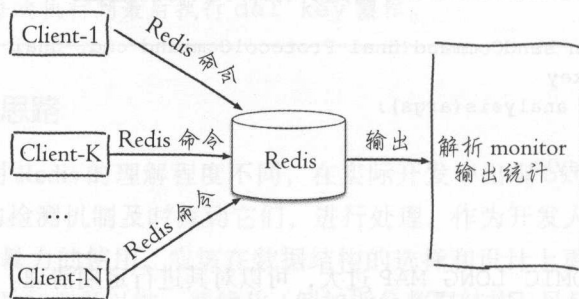 Client-1
Redis 命令
Client-K
Redis 命令
...
Redis 命令
Client-N
Redis
输出
解析 monitor
输出统计